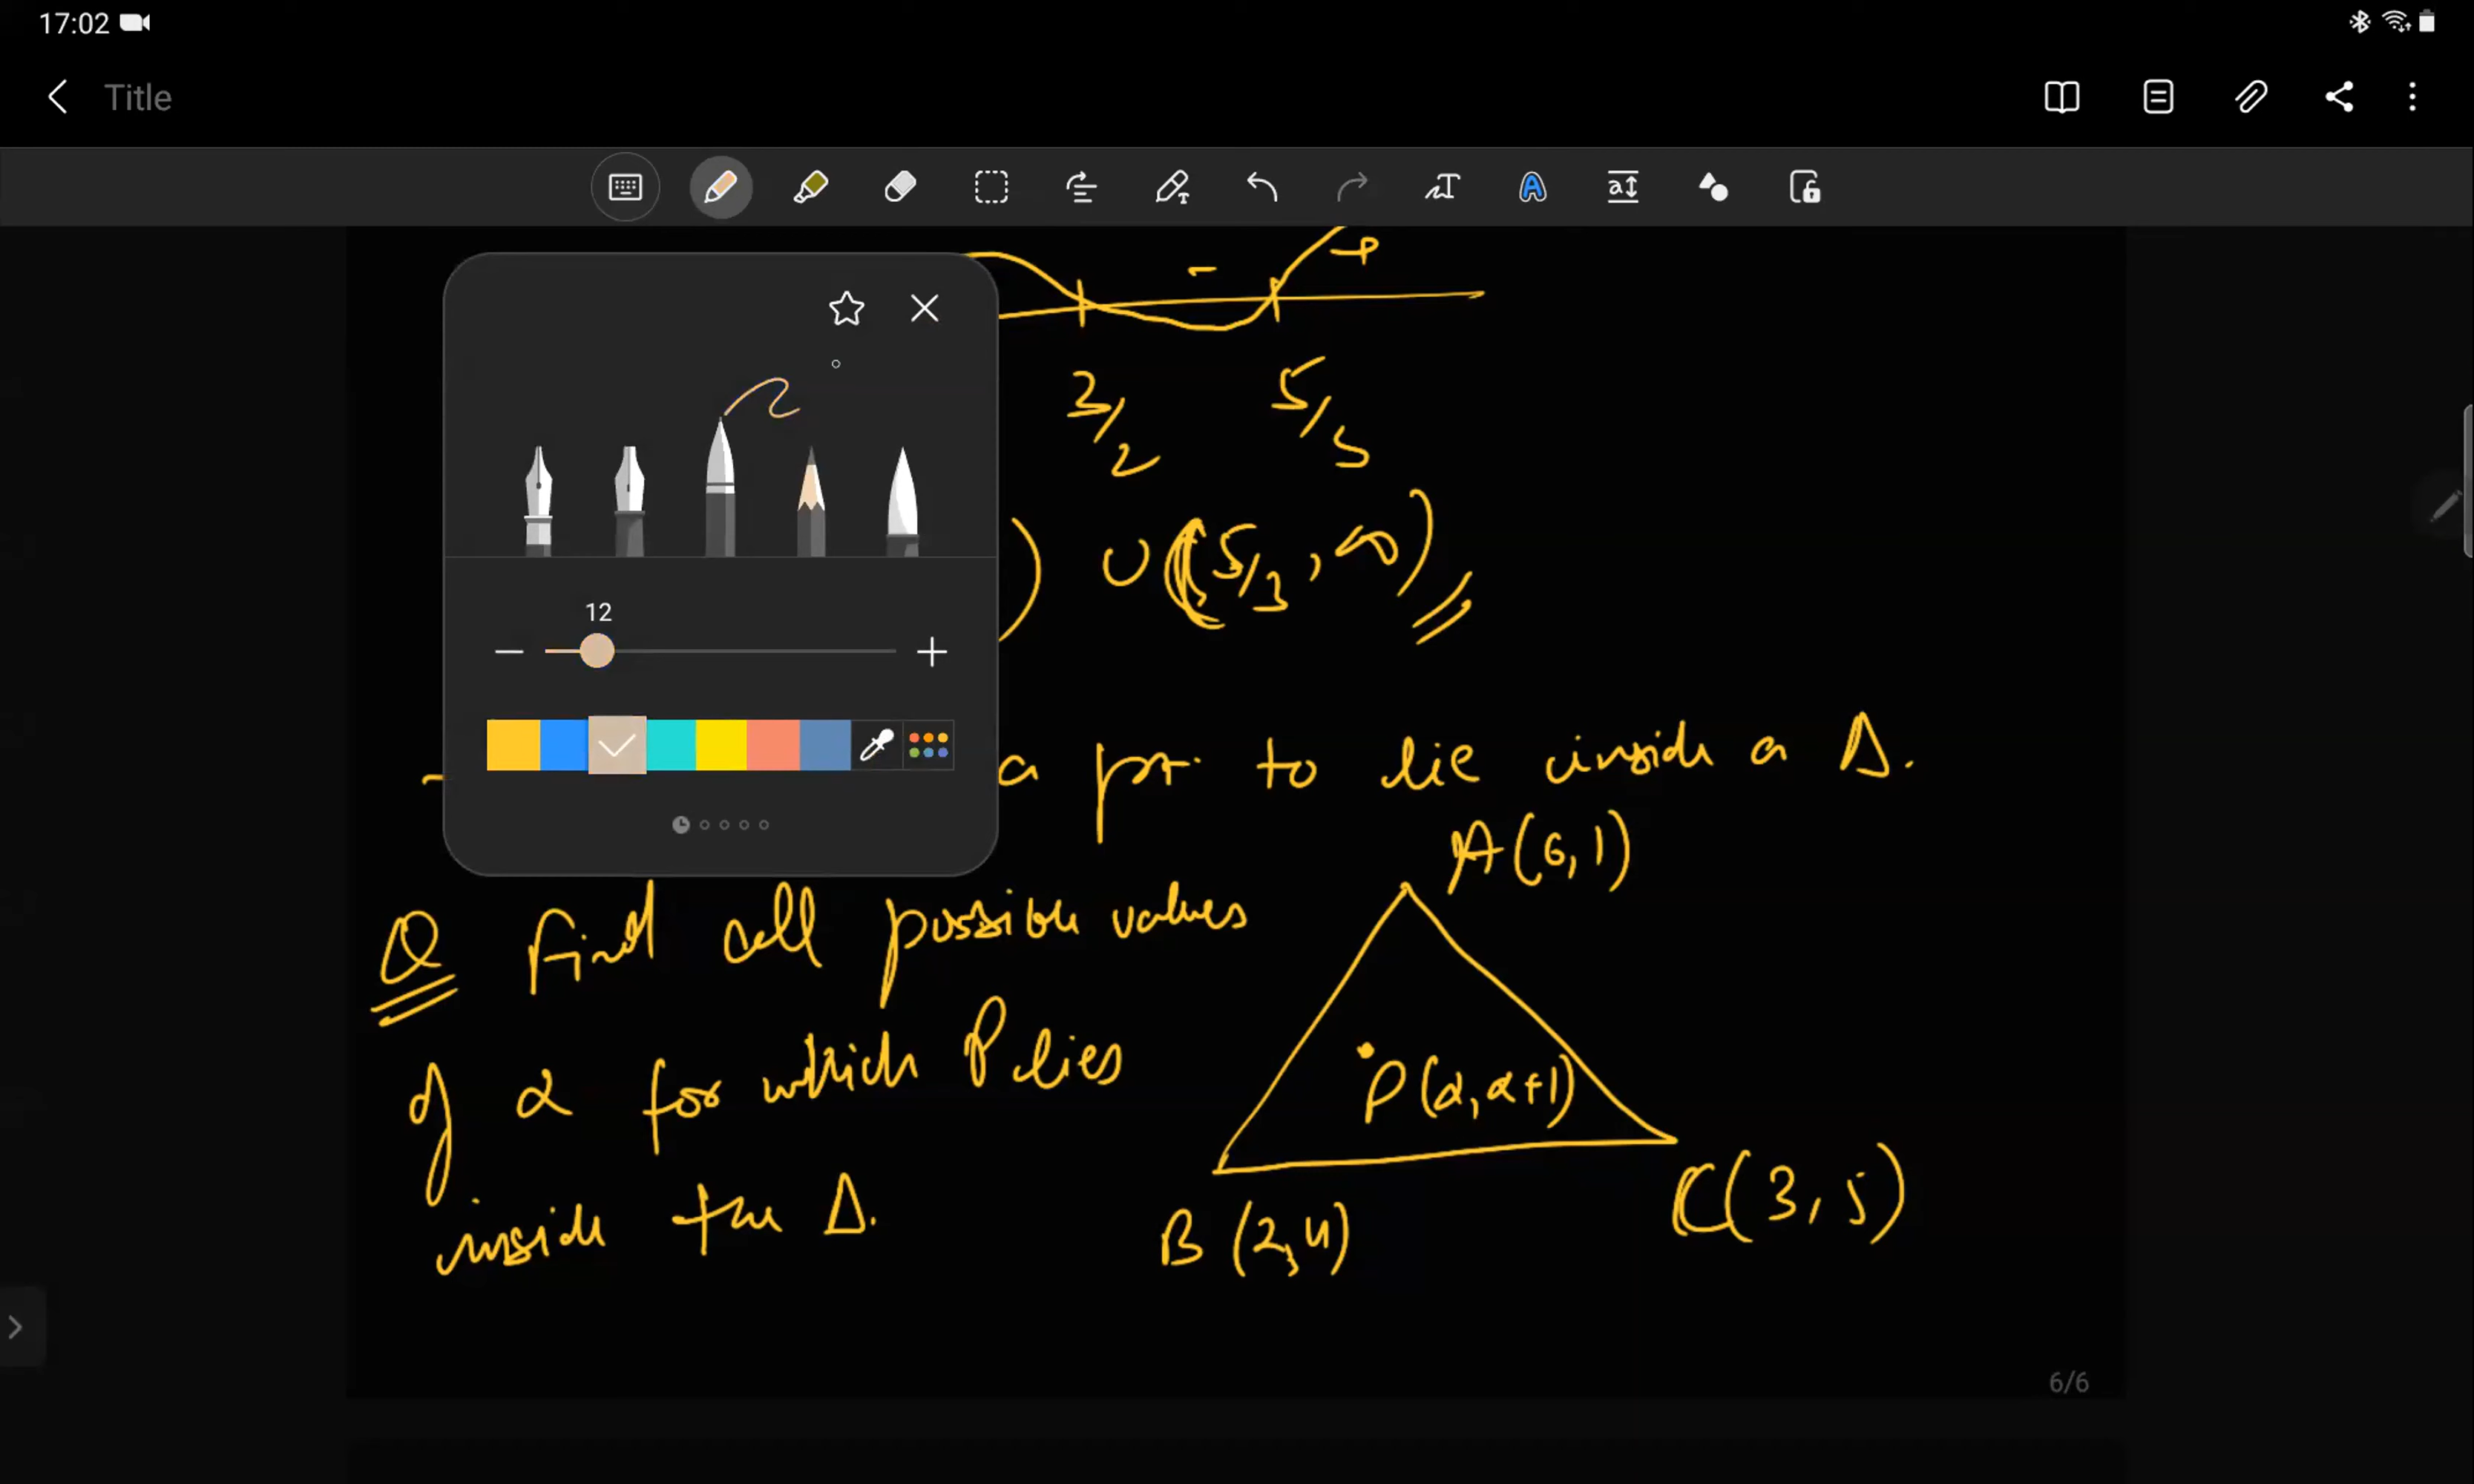 17:02
Title
12
- +
3/2 5/3
) ∪ (5/3, ∞)
a pt. to lie inside a Δ.
A(6,1)
Q Find all possible values
of α for which P lies
P(α, α+1)
inside the Δ.
B(2,4)
C(3,5)
6/6